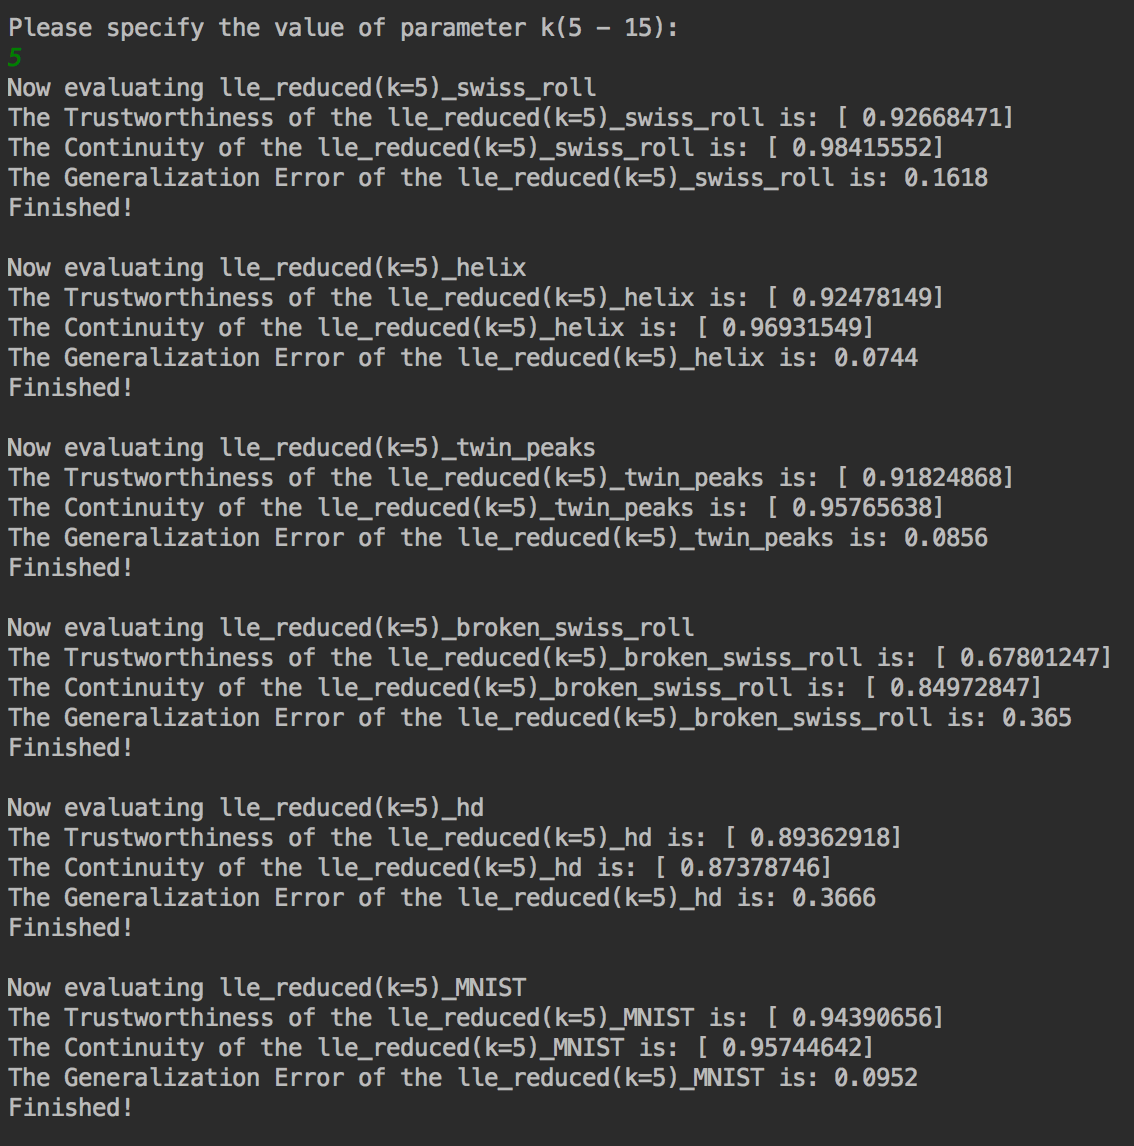 Please specify the value of parameter k(5 - 15):
5
Now evaluating lle_reduced(k=5)_swiss_roll
The Trustworthiness of the lle_reduced(k=5)_swiss_roll is: [ 0.92668471]
The Continuity of the lle_reduced(k=5)_swiss_roll is: [ 0.98415552]
The Generalization Error of the lle_reduced(k=5)_swiss_roll is: 0.1618
Finished!
Now evaluating lle_reduced(k=5)_helix
The Trustworthiness of the lle_reduced(k=5)_helix is: [ 0.92478149]
The Continuity of the lle_reduced(k=5)_helix is: [ 0.96931549]
The Generalization Error of the lle_reduced(k=5)_helix is: 0.0744
Finished!
Now evaluating lle_reduced(k=5)_twin_peaks
The Trustworthiness of the lle_reduced(k=5)_twin_peaks is: [ 0.91824868]
The Continuity of the lle_reduced(k=5)_twin_peaks is: [ 0.95765638]
The Generalization Error of the lle_reduced(k=5)_twin_peaks is: 0.0856
Finished!
Now evaluating lle_reduced(k=5)_broken_swiss_roll
The Trustworthiness of the lle_reduced(k=5)_broken_swiss_roll is: [ 0.67801247]
The Continuity of the lle_reduced(k=5)_broken_swiss_roll is: [ 0.84972847]
The Generalization Error of the lle_reduced(k=5)_broken_swiss_roll is: 0.365
Finished!
Now evaluating lle_reduced(k=5)_hd
The Trustworthiness of the lle_reduced(k=5)_hd is: [ 0.89362918]
The Continuity of the lle_reduced(k=5)_hd is: [ 0.87378746]
The Generalization Error of the lle_reduced(k=5)_hd is: 0.3666
Finished!
Now evaluating lle_reduced(k=5)_MNIST
The Trustworthiness of the lle_reduced(k=5)_MNIST is: [ 0.94390656]
The Continuity of the lle_reduced(k=5)_MNIST is: [ 0.95744642]
The Generalization Error of the lle_reduced(k=5)_MNIST is: 0.0952
Finished!